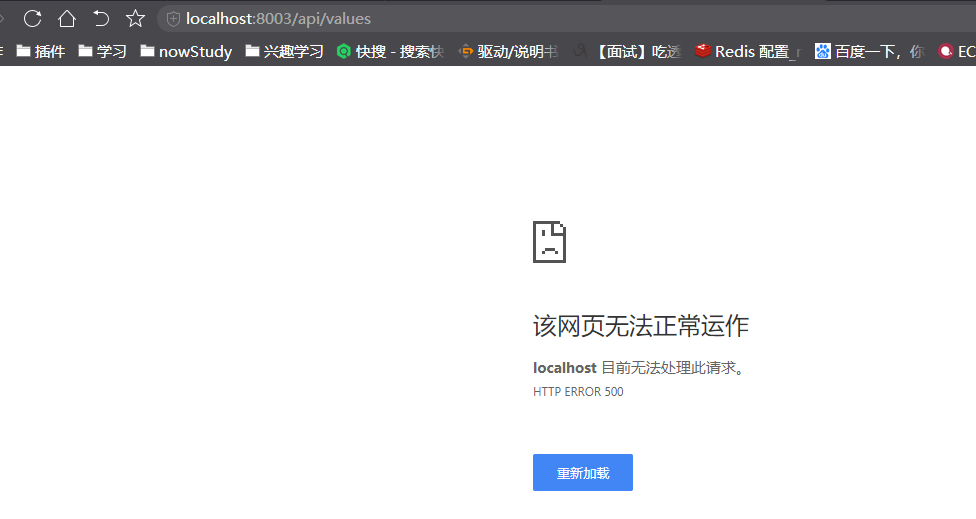 localhost:8003/api/values
插件 学习 nowStudy 兴趣学习 快搜 - 搜索快 驱动/说明书 【面试】吃透 Redis 配置_r 百度一下，你 EC
该网页无法正常运作
localhost 目前无法处理此请求。
HTTP ERROR 500
重新加载